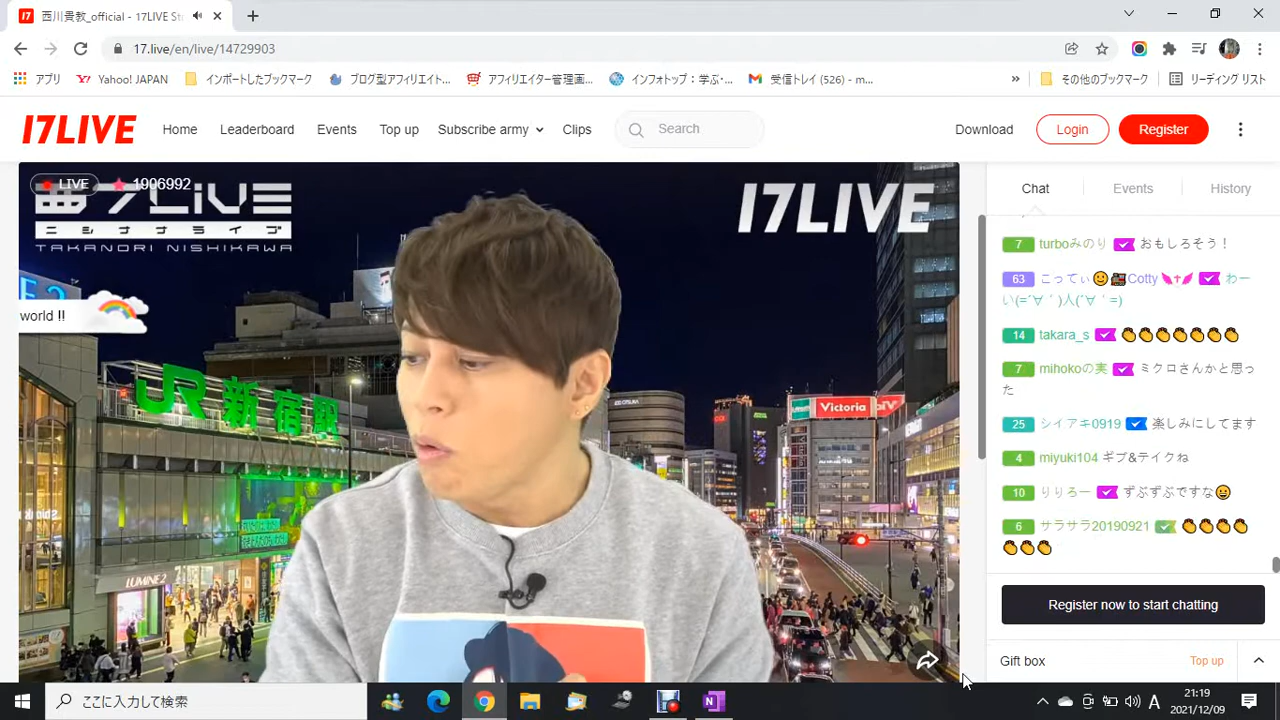 西川貴教_official - 17LIVE Str
17.live/en/live/14729903
アプリ Yahoo! JAPAN インポートしたブックマーク ブログ型アフィリエイト... アフィリエイター管理画... インフォトップ：学ぶ・... 受信トレイ (526) - m... » その他のブックマーク リーディング リスト
17LIVE Home Leaderboard Events Top up Subscribe army Clips Search Download Login Register
LIVE 1906992
西7LIVE
ニシナナライブ
TAKANORI NISHIKAWA
17LIVE
world !!
JR新宿駅
LUMINE2
Victoria
Chat Events History
7 turboみのり おもしろそう！
63 こってぃ Cotty わー
い(=´∀｀)人(´∀｀=)
14 takara_s 👏👏👏👏👏👏👏
7 mihokoの実 ミクロさんかと思っ
た
25 シイアキ0919 楽しみにしてます
4 miyuki104 ギブ&テイクね
10 りりろー ずぶずぶですな
6 サラサラ20190921 👏👏👏👏
👏👏👏
Register now to start chatting
Gift box Top up
ここに入力して検索
A 21:19
2021/12/09